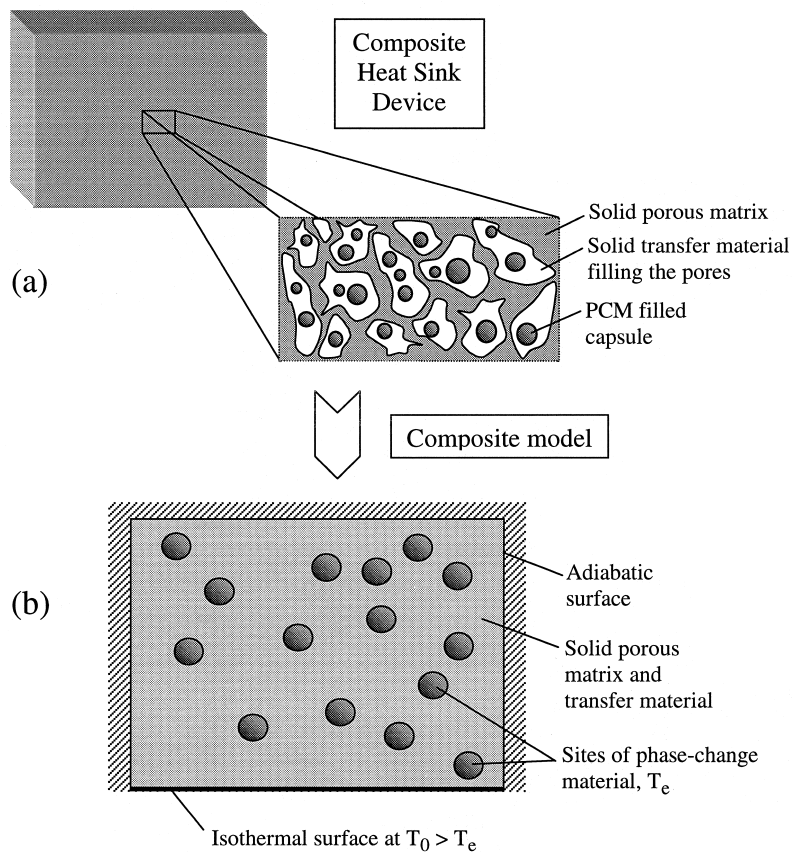 Composite
Heat Sink
Device
Solid porous matrix
Solid transfer material
filling the pores
(a)
PCM filled
capsule
Composite model
Adiabatic
surface
(b)
Solid porous
matrix and
transfer material
Sites of phase-change
material, Te
Isothermal surface at T0 > Te